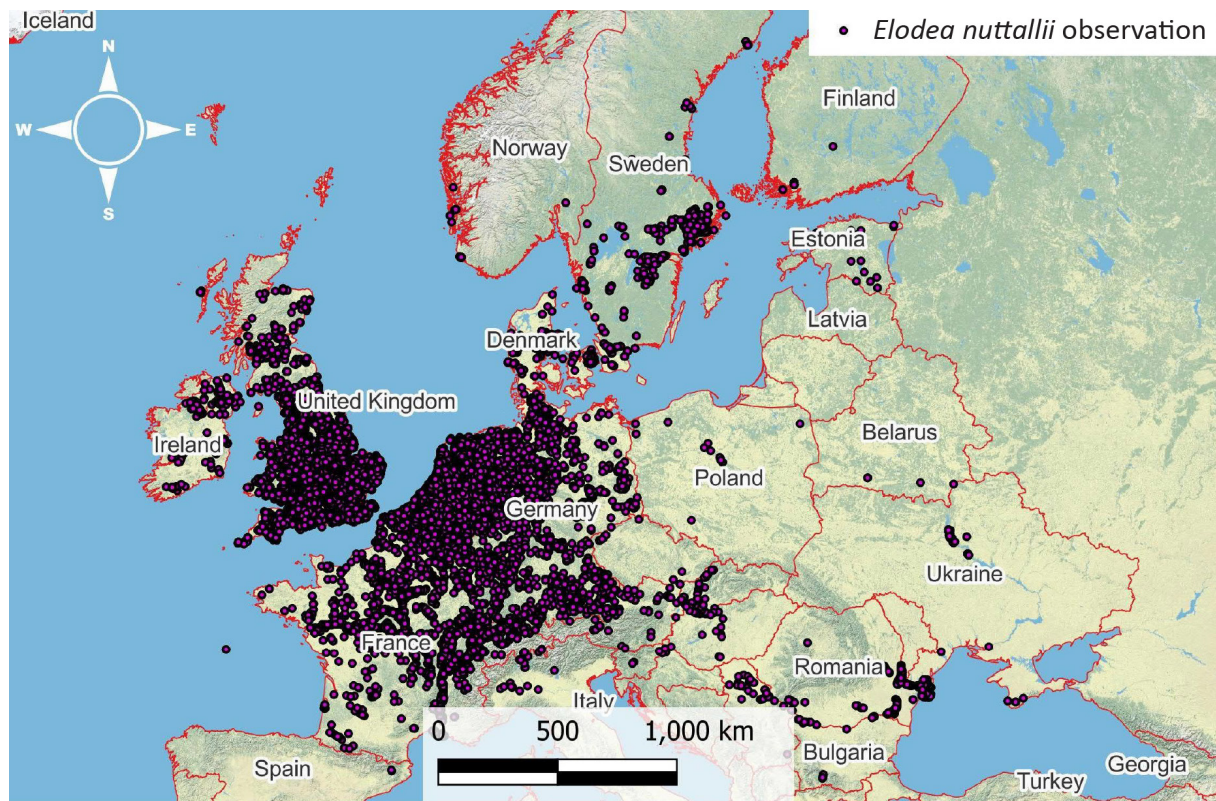 Iceland
Elodea nuttallii observation
N
W
E
S
Finland
Norway
Sweden
Estonia
Latvia
Denmark
United Kingdom
Ireland
Belarus
Poland
Germany
Ukraine
France
Romania
Italy
0 500 1,000 km
Bulgaria
Spain
Georgia
Turkey